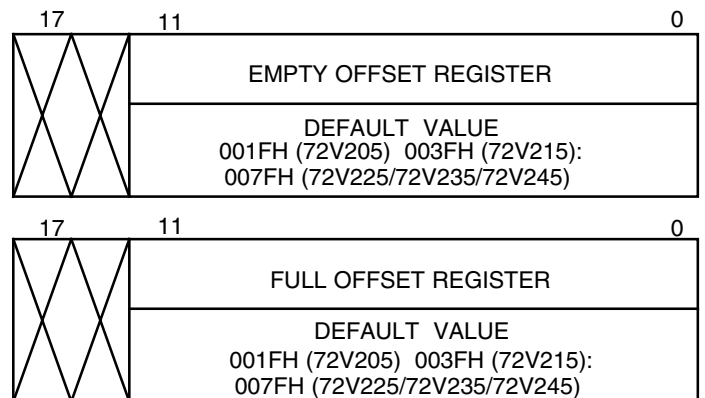 17 11 0
EMPTY OFFSET REGISTER
DEFAULT VALUE
001FH (72V205) 003FH (72V215):
007FH (72V225/72V235/72V245)
17 11 0
FULL OFFSET REGISTER
DEFAULT VALUE
001FH (72V205) 003FH (72V215):
007FH (72V225/72V235/72V245)